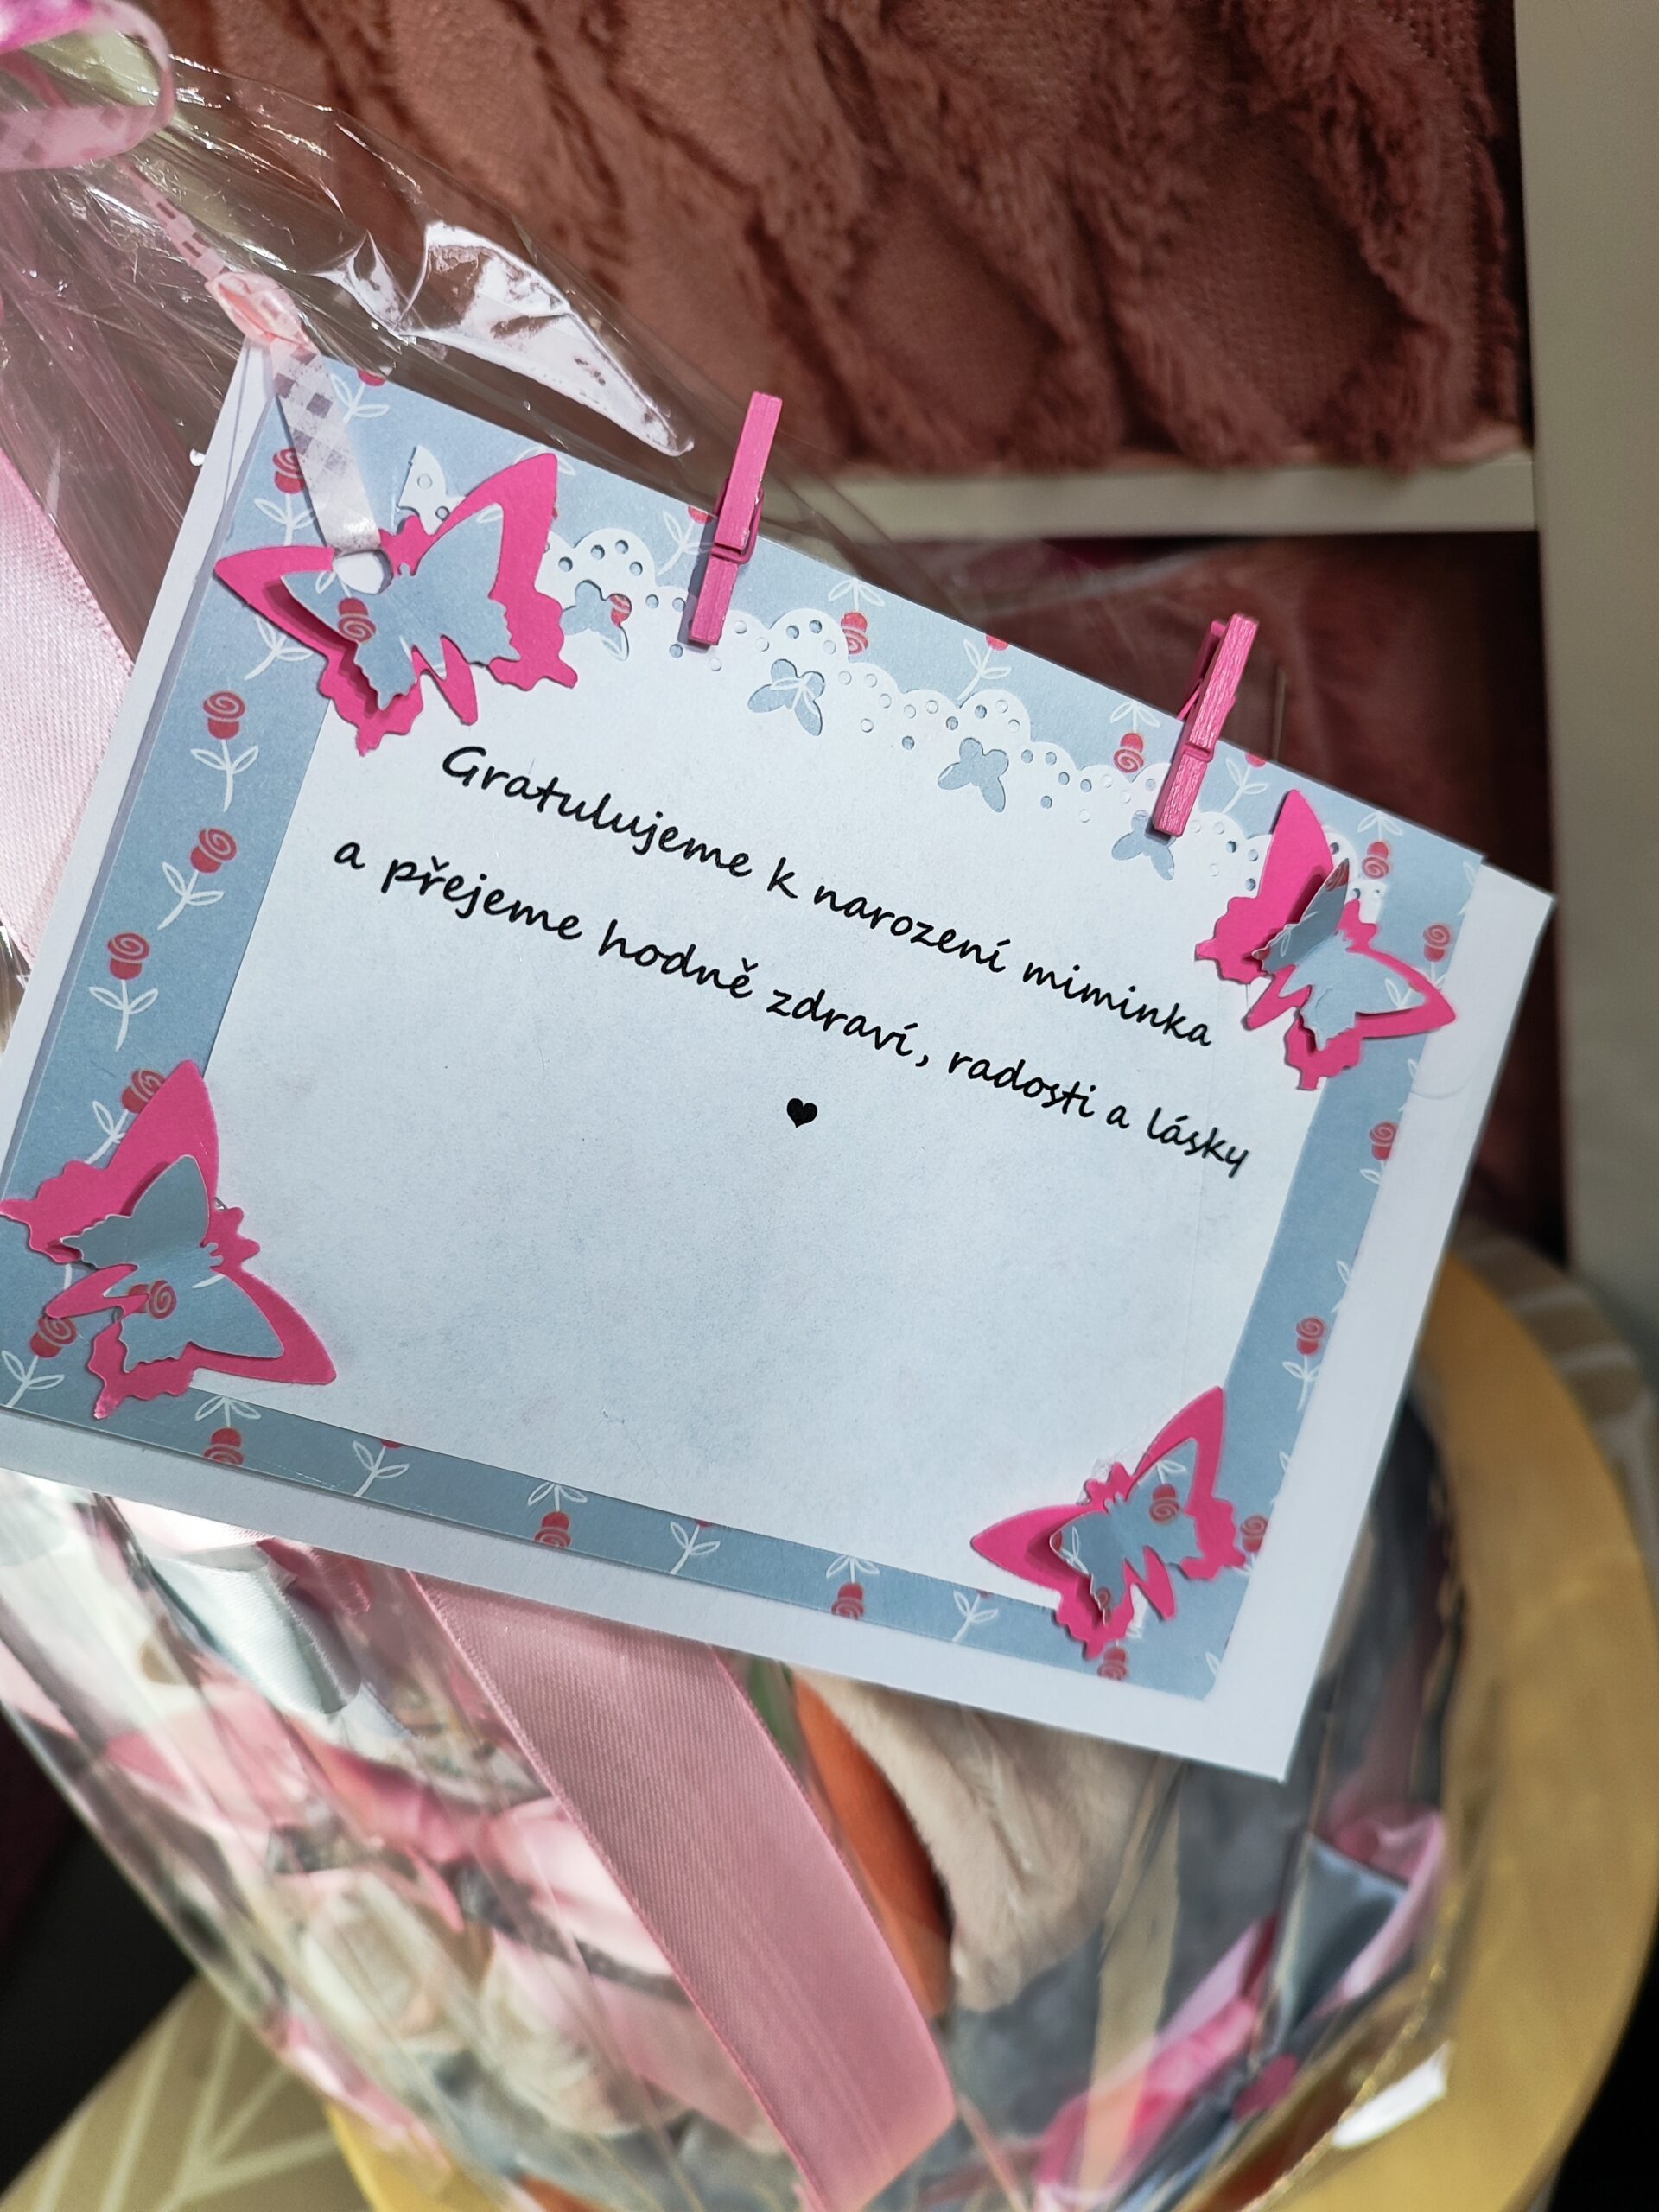 Gratulujeme k narození miminka
a přejeme hodně zdraví, radosti a lásky
♥